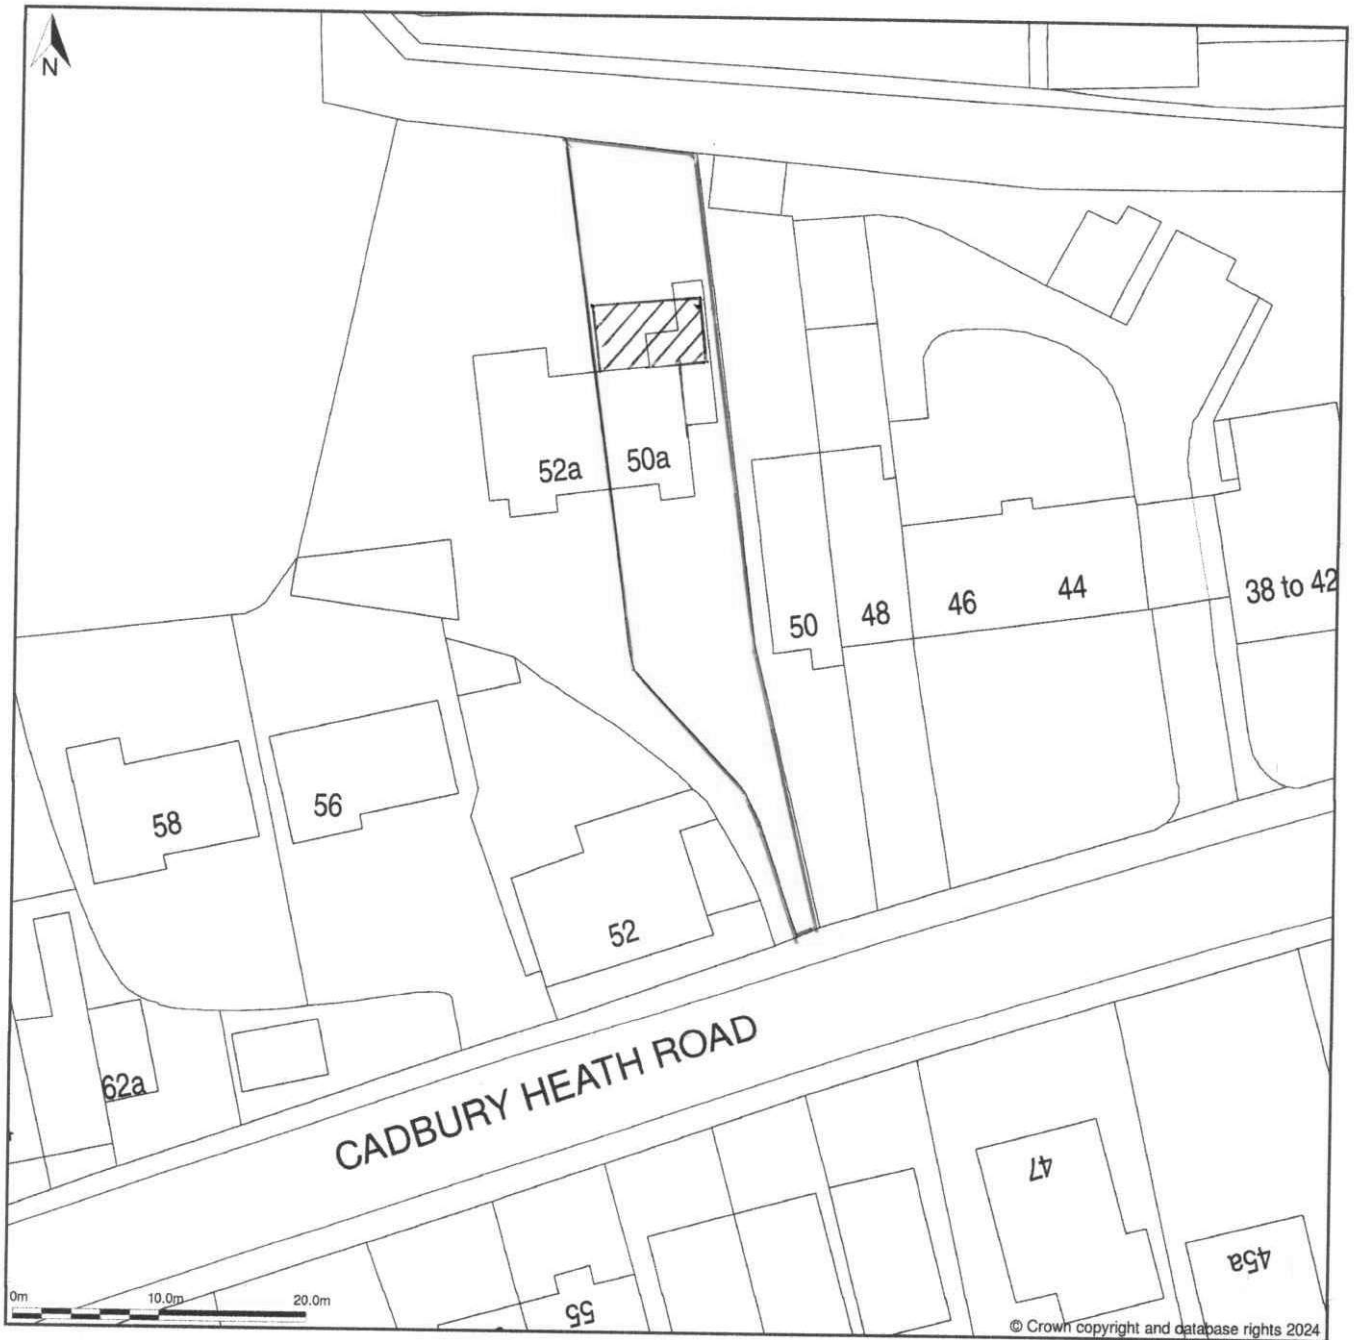 N
52a
50a
50
48
46
44
38 to 42
58
56
52
62a
CADBURY HEATH ROAD
47
45a
55
0m
10.0m
20.0m
© Crown copyright and database rights 2024